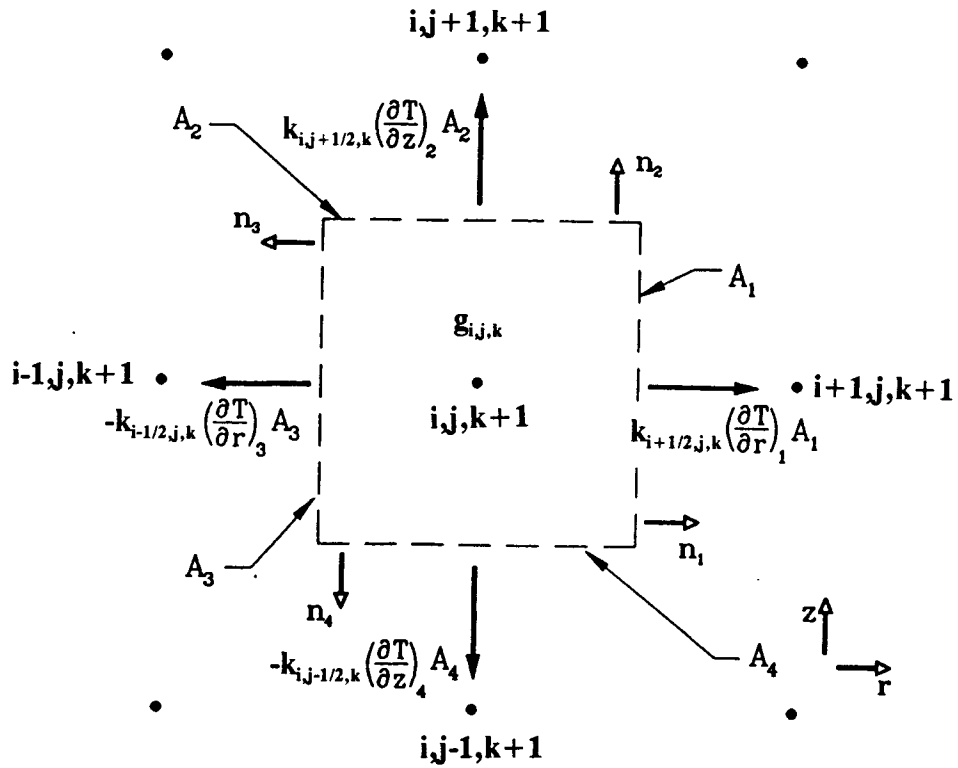 i,j+1,k+1
A₂
k_{i,j+1/2,k}(∂T/∂z)₂ A₂
n₂
n₃
A₁
g_{i,j,k}
i-1,j,k+1
i,j,k+1
i+1,j,k+1
-k_{i-1/2,j,k}(∂T/∂r)₃ A₃
k_{i+1/2,j,k}(∂T/∂r)₁ A₁
n₁
A₃
n₄
z
-k_{i,j-1/2,k}(∂T/∂z)₄ A₄
A₄
r
i,j-1,k+1